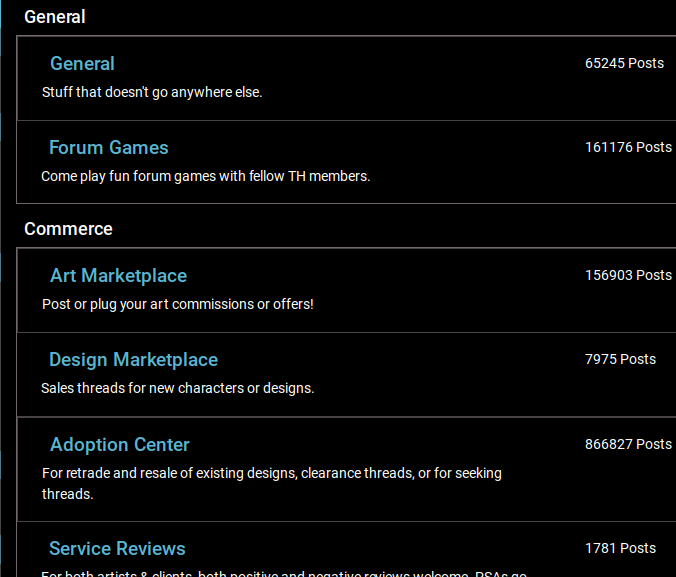 General
General
65245 Posts
Stuff that doesn't go anywhere else.
Forum Games
161176 Posts
Come play fun forum games with fellow TH members.
Commerce
Art Marketplace
156903 Posts
Post or plug your art commissions or offers!
Design Marketplace
7975 Posts
Sales threads for new characters or designs.
Adoption Center
866827 Posts
For retrade and resale of existing designs, clearance threads, or for seeking
threads.
Service Reviews
1781 Posts
For both artists & clients, both positive and negative reviews welcome. PSAs go